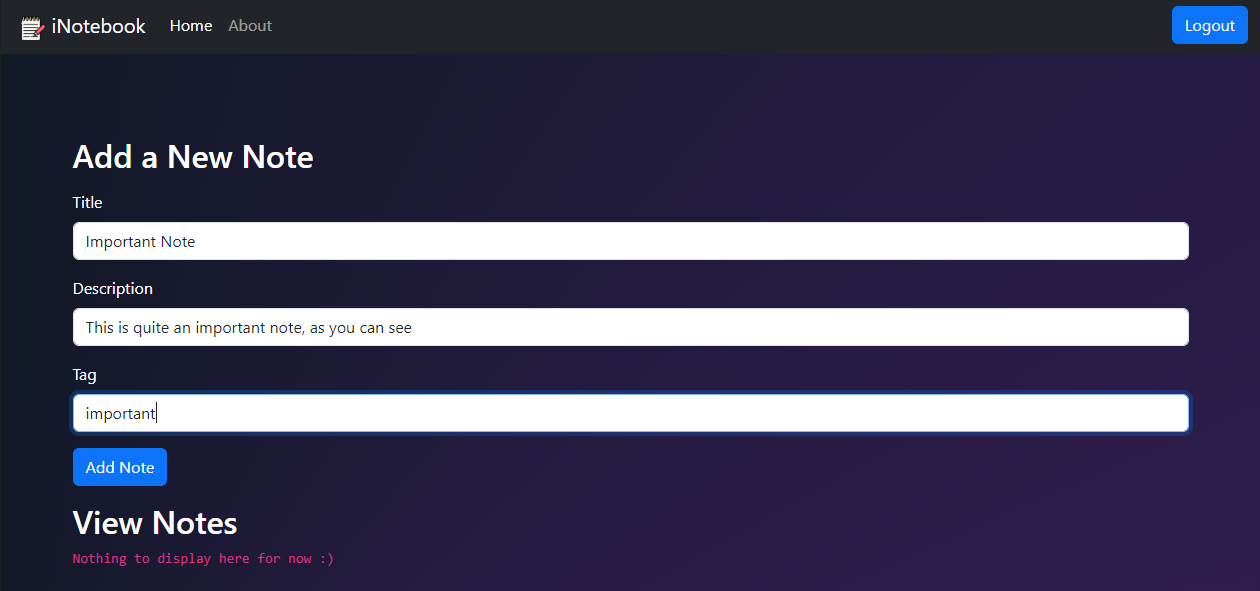 iNotebook Home About Logout
Add a New Note
Title
Important Note
Description
This is quite an important note, as you can see
Tag
important
Add Note
View Notes
Nothing to display here for now :)